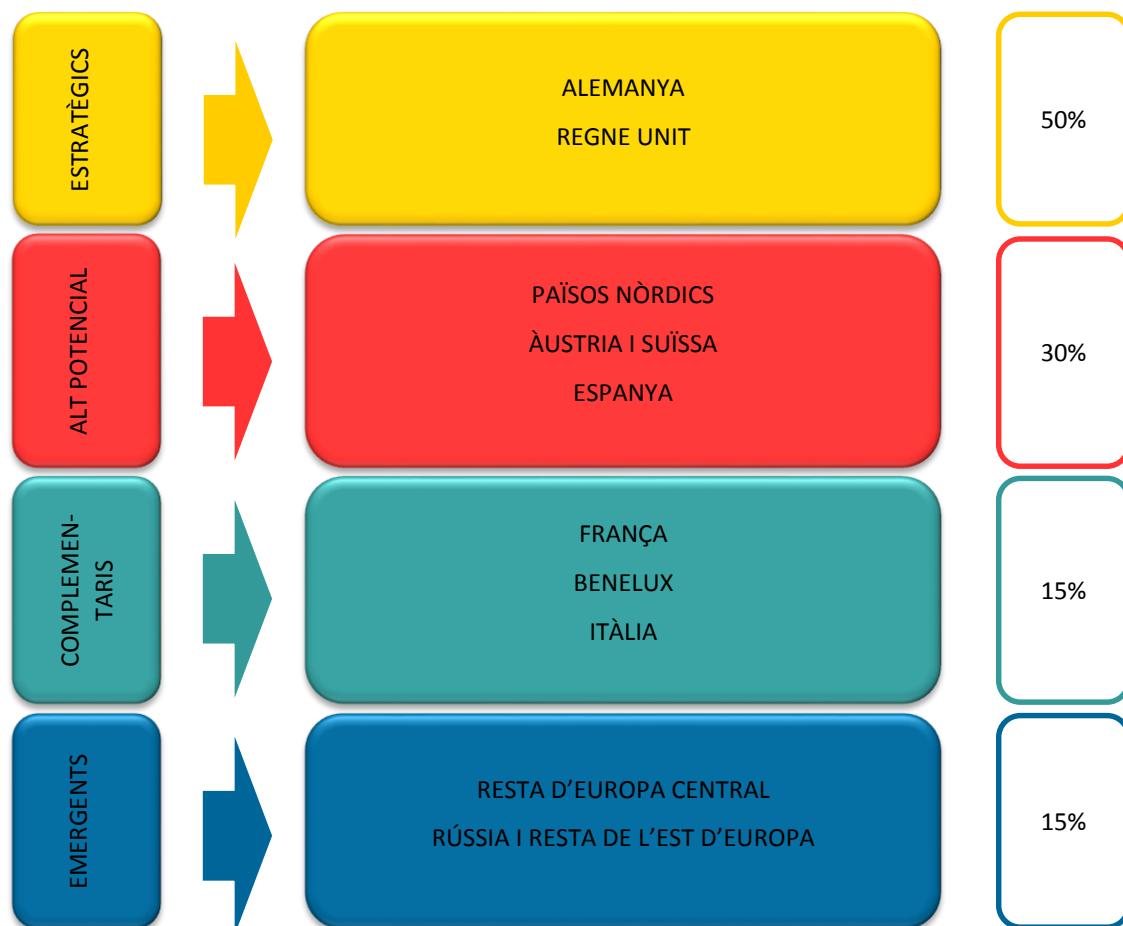 ESTRATÈGICS
ALEMANYA
REGNE UNIT
50%
ALT POTENCIAL
PAÏSOS NÒRDICS
ÀUSTRIA I SUÏSSA
ESPANYA
30%
COMPLEMEN-
TARIS
FRANÇA
BENELUX
ITÀLIA
15%
EMERGENTS
RESTA D’EUROPA CENTRAL
RÚSSIA I RESTA DE L’EST D’EUROPA
15%